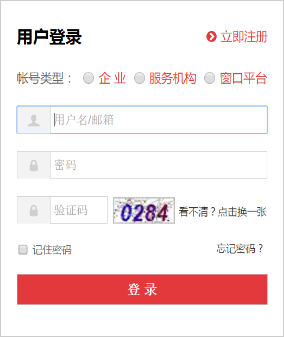 用户登录 立即注册
帐号类型： 企 业 服务机构 窗口平台
用户名/邮箱
密码
验证码 0284 看不清？点击换一张
记住密码 忘记密码？
登 录